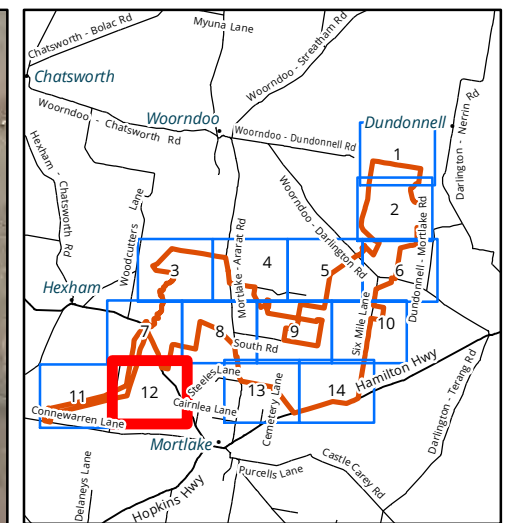 Chatsworth - Bolac Rd
Myuna Lane
Woorndoo - Streatham Rd
Chatsworth
Woorndoo - Chatsworth Rd
Woorndoo
Woorndoo - Dundonnell Rd
Dundonnell
Darlington - Nerrin Rd
Hexham - Chatsworth Rd
Woodcutters Lane
Woorndoo - Darlington Rd
Mortlake - Ararat Rd
Dundonnell - Mortlake Rd
1
2
3
4
5
6
Hexham
Six Mile Lane
7
8
9
10
South Rd
Hamilton Hwy
11
12
13
14
Steeles Lane
Cairnlea Lane
Connewarren Lane
Cemetery Lane
Darlington - Terang Rd
Mortlake
Delaneys Lane
Hopkins Hwy
Purcells Lane
Castle Carey Rd